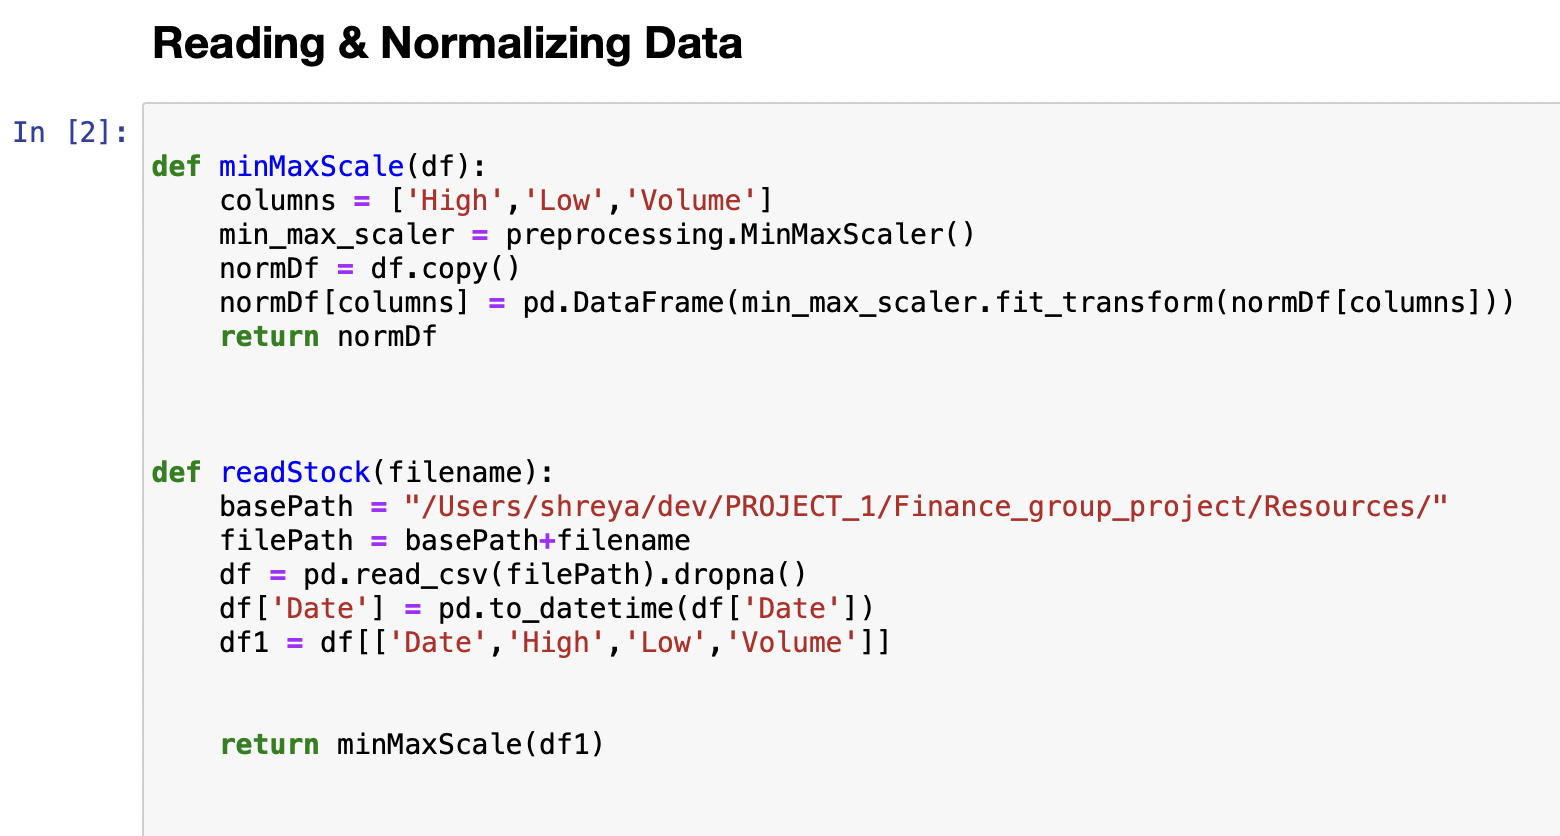 Reading & Normalizing Data
In [2]:
def minMaxScale(df):
    columns = ['High','Low','Volume']
    min_max_scaler = preprocessing.MinMaxScaler()
    normDf = df.copy()
    normDf[columns] = pd.DataFrame(min_max_scaler.fit_transform(normDf[columns]))
    return normDf
def readStock(filename):
    basePath = "/Users/shreya/dev/PROJECT_1/Finance_group_project/Resources/"
    filePath = basePath+filename
    df = pd.read_csv(filePath).dropna()
    df['Date'] = pd.to_datetime(df['Date'])
    df1 = df[['Date','High','Low','Volume']]
    return minMaxScale(df1)